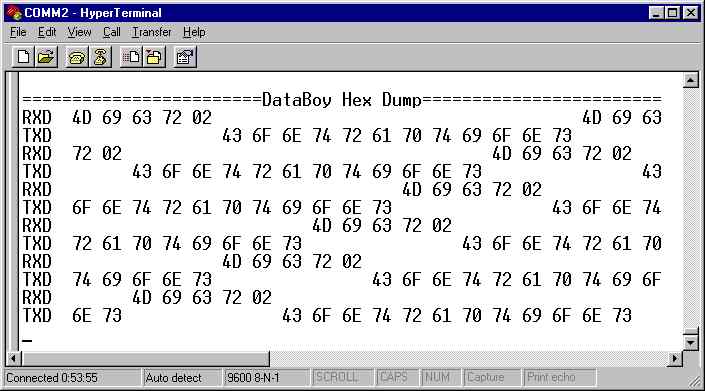 COMM2 - HyperTerminal
File Edit View Call Transfer Help
========================DataBoy Hex Dump========================
RXD 4D 69 63 72 02 4D 69 63
TXD 43 6F 6E 74 72 61 70 74 69 6F 6E 73
RXD 72 02 4D 69 63 72 02
TXD 43 6F 6E 74 72 61 70 74 69 6F 6E 73 43
RXD 4D 69 63 72 02
TXD 6F 6E 74 72 61 70 74 69 6F 6E 73 43 6F 6E 74
RXD 4D 69 63 72 02
TXD 72 61 70 74 69 6F 6E 73 43 6F 6E 74 72 61 70
RXD 4D 69 63 72 02
TXD 74 69 6F 6E 73 43 6F 6E 74 72 61 70 74 69 6F
RXD 4D 69 63 72 02
TXD 6E 73 43 6F 6E 74 72 61 70 74 69 6F 6E 73
Connected 0:53:55 Auto detect 9600 8-N-1 SCROLL CAPS NUM Capture Print echo